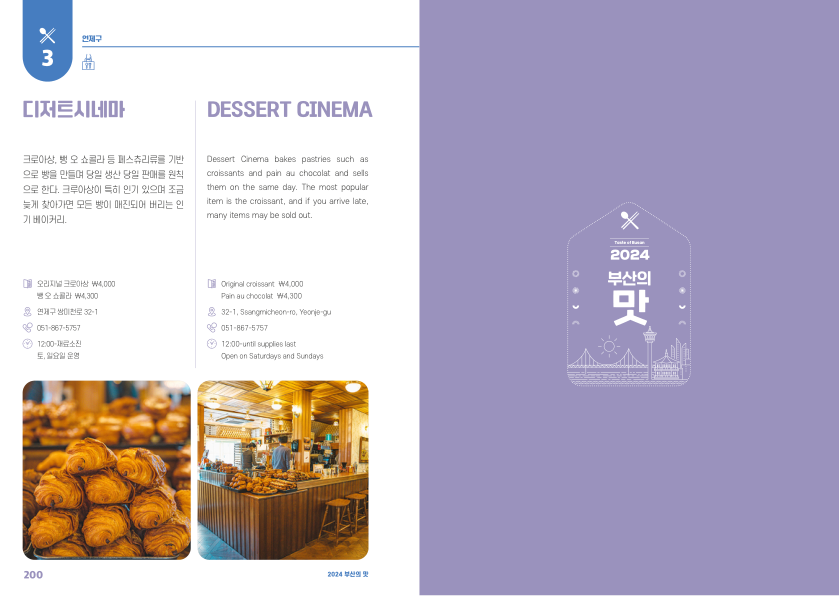 3
연제구
디저트시네마
크로아상, 뺑 오 쇼콜라 등 페스츄리류를 기반
으로 빵을 만들며 당일 생산 당일 판매를 원칙
으로 한다. 크루아상이 특히 인기 있으며 조금
늦게 찾아가면 모든 빵이 매진되어 버리는 인
기 베이커리.
오리지널 크로아상 ₩4,000
뺑 오 쇼콜라 ₩4,300
연제구 쌍미천로 32-1
051-867-5757
12:00-재료소진
토, 일요일 운영
DESSERT CINEMA
Dessert Cinema bakes pastries such as
croissants and pain au chocolat and sells
them on the same day. The most popular
item is the croissant, and if you arrive late,
many items may be sold out.
Original croissant ₩4,000
Pain au chocolat ₩4,300
32-1, Ssangmicheon-ro, Yeonje-gu
051-867-5757
12:00-until supplies last
Open on Saturdays and Sundays
200
2024 부산의 맛
Taste of Busan
2024
부산의
맛